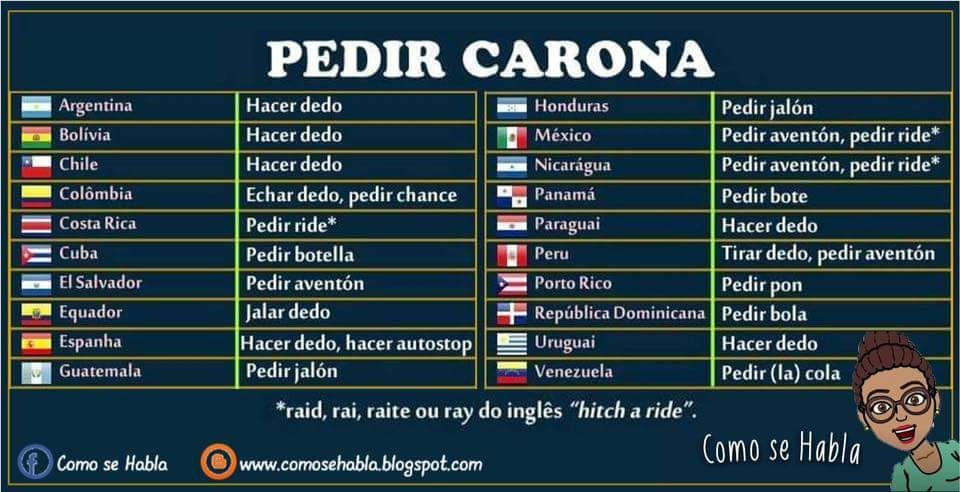 PEDIR CARONA
Argentina Hacer dedo
Bolívia Hacer dedo
Chile Hacer dedo
Colômbia Echar dedo, pedir chance
Costa Rica Pedir ride*
Cuba Pedir botella
El Salvador Pedir aventón
Equador Jalar dedo
Espanha Hacer dedo, hacer autostop
Guatemala Pedir jalón
Honduras Pedir jalón
México Pedir aventón, pedir ride*
Nicarágua Pedir aventón, pedir ride*
Panamá Pedir bote
Paraguai Hacer dedo
Peru Tirar dedo, pedir aventón
Porto Rico Pedir pon
República Dominicana Pedir bola
Uruguai Hacer dedo
Venezuela Pedir (la) cola
*raid, rai, raite ou ray do inglês “hitch a ride”.
Como se Habla
www.comosehabla.blogspot.com
Como se Habla